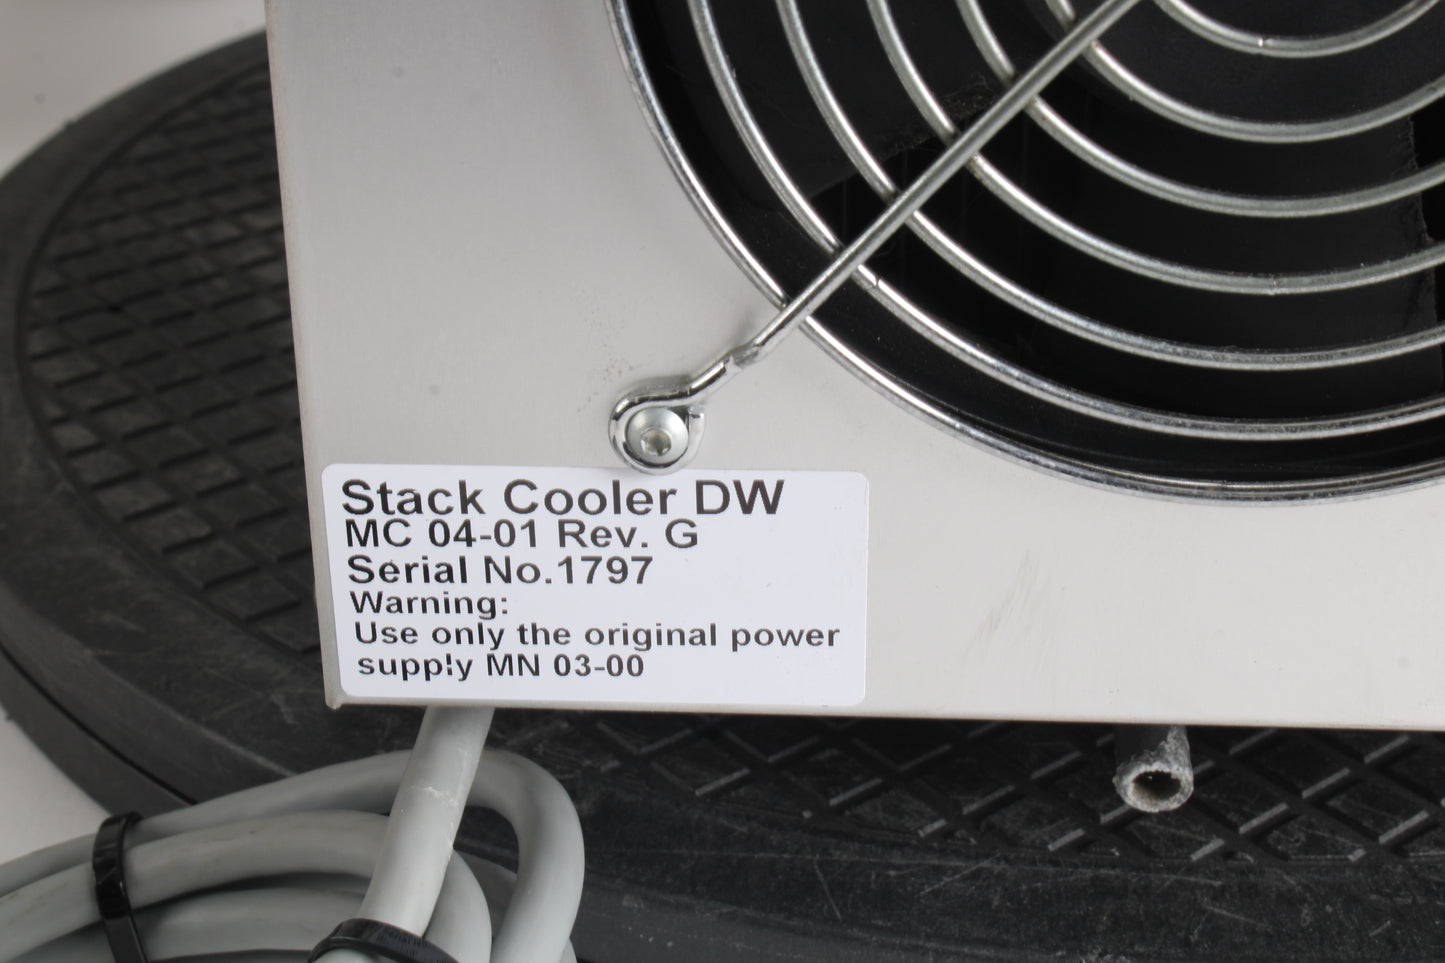 Stack Cooler DW
MC 04-01 Rev. G
Serial No.1797
Warning:
Use only the original power
supply MN 03-00